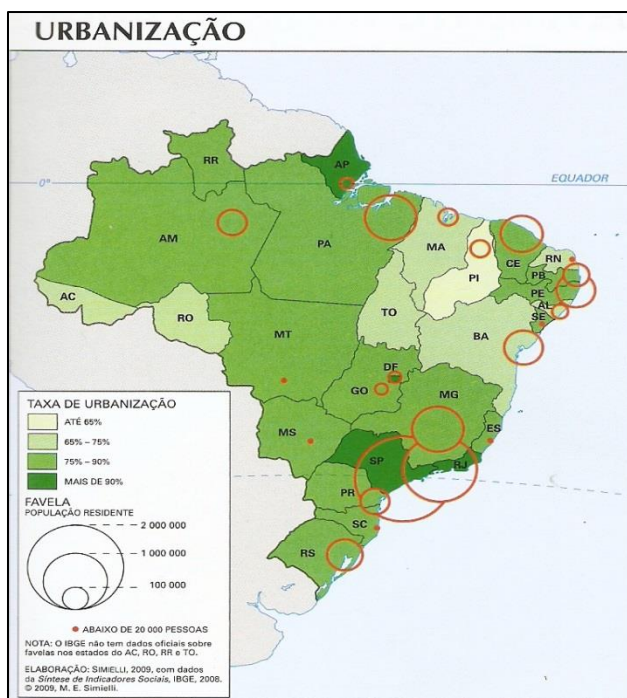 URBANIZAÇÃO
AP
RR
0°
EQUADOR
AM
PA
MA
CE
RN
PB
PI
PE
AC
AL
TO
SE
RO
BA
MT
DF
GO
MG
ES
MS
SP
RJ
PR
SC
RS
TAXA DE URBANIZAÇÃO
ATÉ 65%
65% – 75%
75% – 90%
MAIS DE 90%
FAVELA
POPULAÇÃO RESIDENTE
2 000 000
1 000 000
100 000
ABAIXO DE 20 000 PESSOAS
NOTA: O IBGE NÃO TEM DADOS OFICIAIS SOBRE
FAVELAS NOS ESTADOS DO AC, RO, RR E TO.
ELABORAÇÃO: SIMIELLI, 2009, COM DADOS
DA Síntese de Indicadores Sociais, IBGE, 2008.
© 2009, M. E. Simielli.